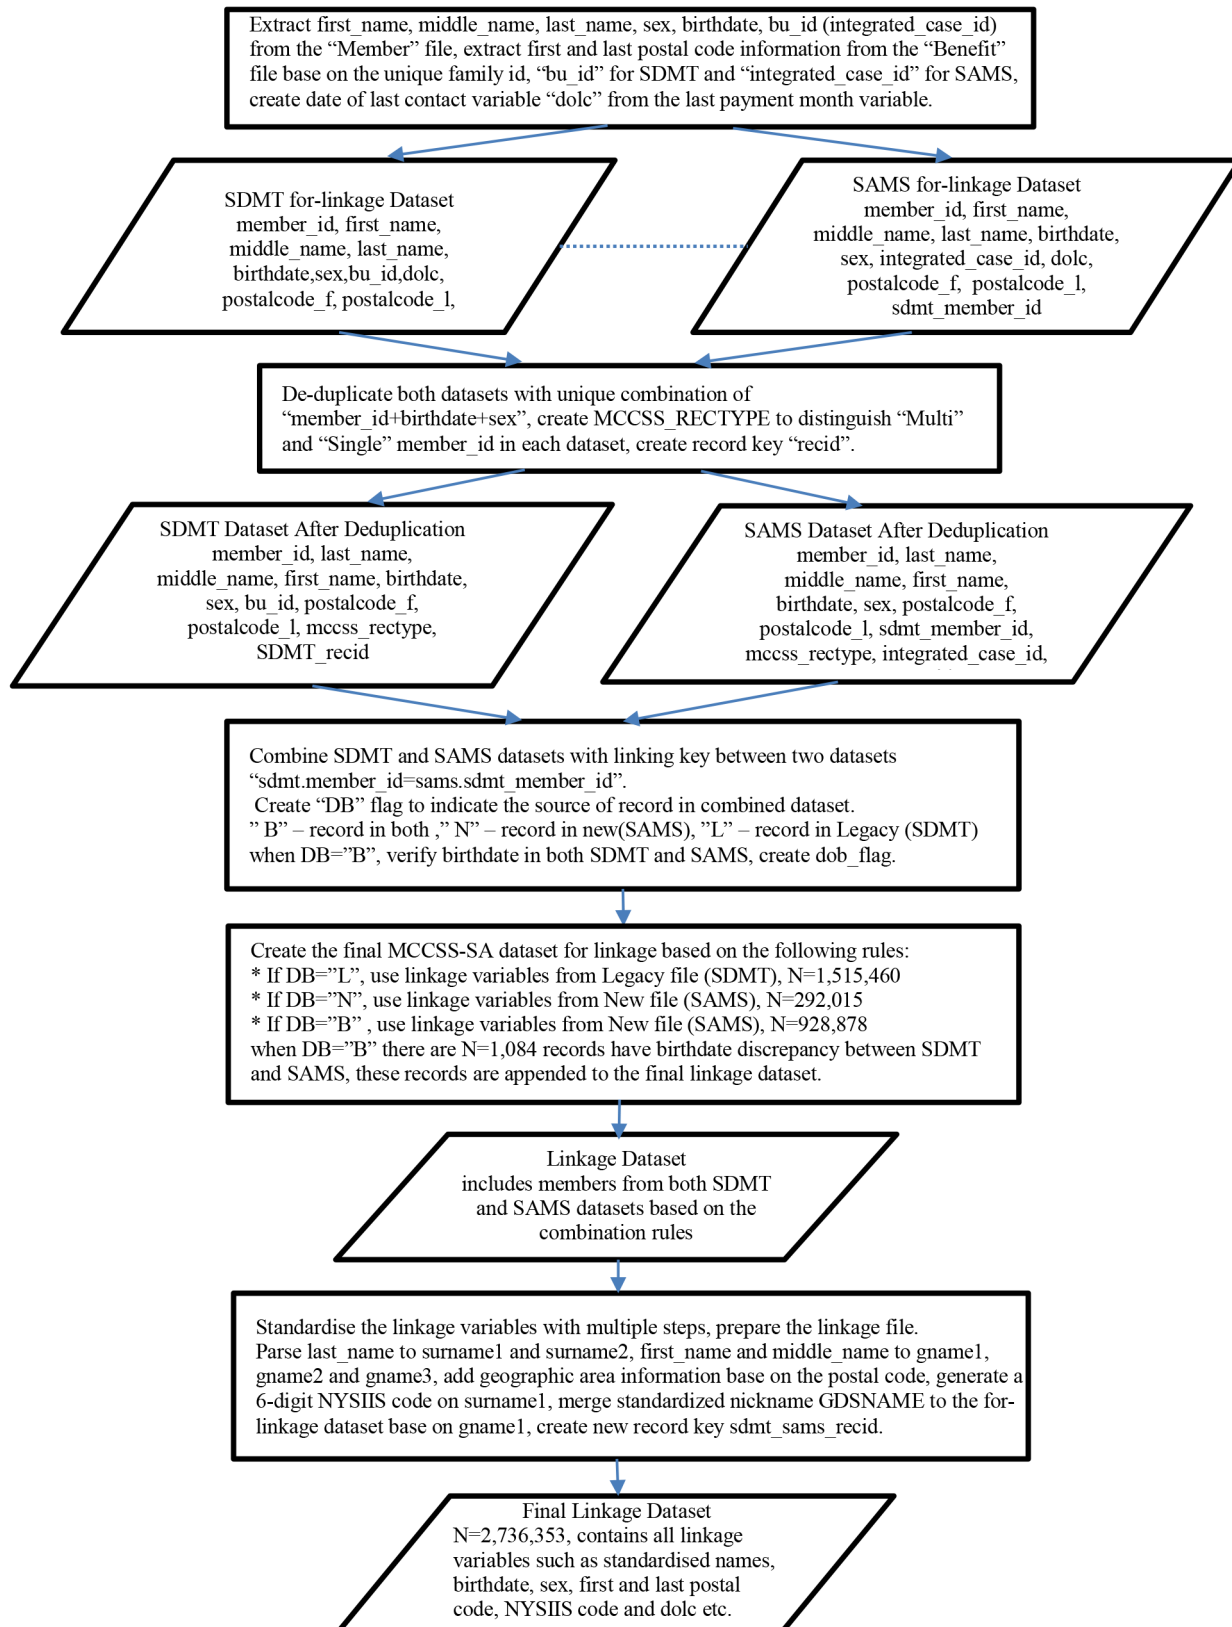 Extract first_name, middle_name, last_name, sex, birthdate, bu_id (integrated_case_id)
from the “Member” file, extract first and last postal code information from the “Benefit”
file base on the unique family id, “bu_id” for SDMT and “integrated_case_id” for SAMS,
create date of last contact variable “dolc” from the last payment month variable.
SDMT for-linkage Dataset
member_id, first_name,
middle_name, last_name,
birthdate,sex,bu_id,dolc,
postalcode_f, postalcode_l,
SAMS for-linkage Dataset
member_id, first_name,
middle_name, last_name, birthdate,
sex, integrated_case_id, dolc,
postalcode_f, postalcode_l,
sdmt_member_id
De-duplicate both datasets with unique combination of
“member_id+birthdate+sex”, create MCCSS_RECTYPE to distinguish “Multi”
and “Single” member_id in each dataset, create record key “recid”.
SDMT Dataset After Deduplication
member_id, last_name,
middle_name, first_name, birthdate,
sex, bu_id, postalcode_f,
postalcode_l, mccss_rectype,
SDMT_recid
SAMS Dataset After Deduplication
member_id, last_name,
middle_name, first_name,
birthdate, sex, postalcode_f,
postalcode_l, sdmt_member_id,
mccss_rectype, integrated_case_id,
Combine SDMT and SAMS datasets with linking key between two datasets
“sdmt.member_id=sams.sdmt_member_id”.
Create “DB” flag to indicate the source of record in combined dataset.
” B” – record in both ,” N” – record in new(SAMS), ”L” – record in Legacy (SDMT)
when DB=”B”, verify birthdate in both SDMT and SAMS, create dob_flag.
Create the final MCCSS-SA dataset for linkage based on the following rules:
* If DB=”L”, use linkage variables from Legacy file (SDMT), N=1,515,460
* If DB=”N”, use linkage variables from New file (SAMS), N=292,015
* If DB=”B” , use linkage variables from New file (SAMS), N=928,878
when DB=”B” there are N=1,084 records have birthdate discrepancy between SDMT
and SAMS, these records are appended to the final linkage dataset.
Linkage Dataset
includes members from both SDMT
and SAMS datasets based on the
combination rules
Standardise the linkage variables with multiple steps, prepare the linkage file.
Parse last_name to surname1 and surname2, first_name and middle_name to gname1,
gname2 and gname3, add geographic area information base on the postal code, generate a
6-digit NYSIIS code on surname1, merge standardized nickname GDSNAME to the for-
linkage dataset base on gname1, create new record key sdmt_sams_recid.
Final Linkage Dataset
N=2,736,353, contains all linkage
variables such as standardised names,
birthdate, sex, first and last postal
code, NYSIIS code and dolc etc.